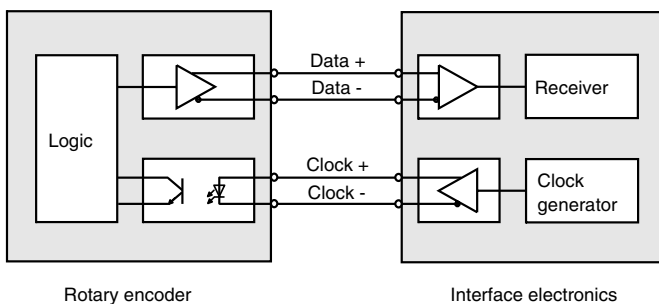 Data +
Data -
Receiver
Logic
Clock +
Clock -
Clock
generator
Rotary encoder
Interface electronics